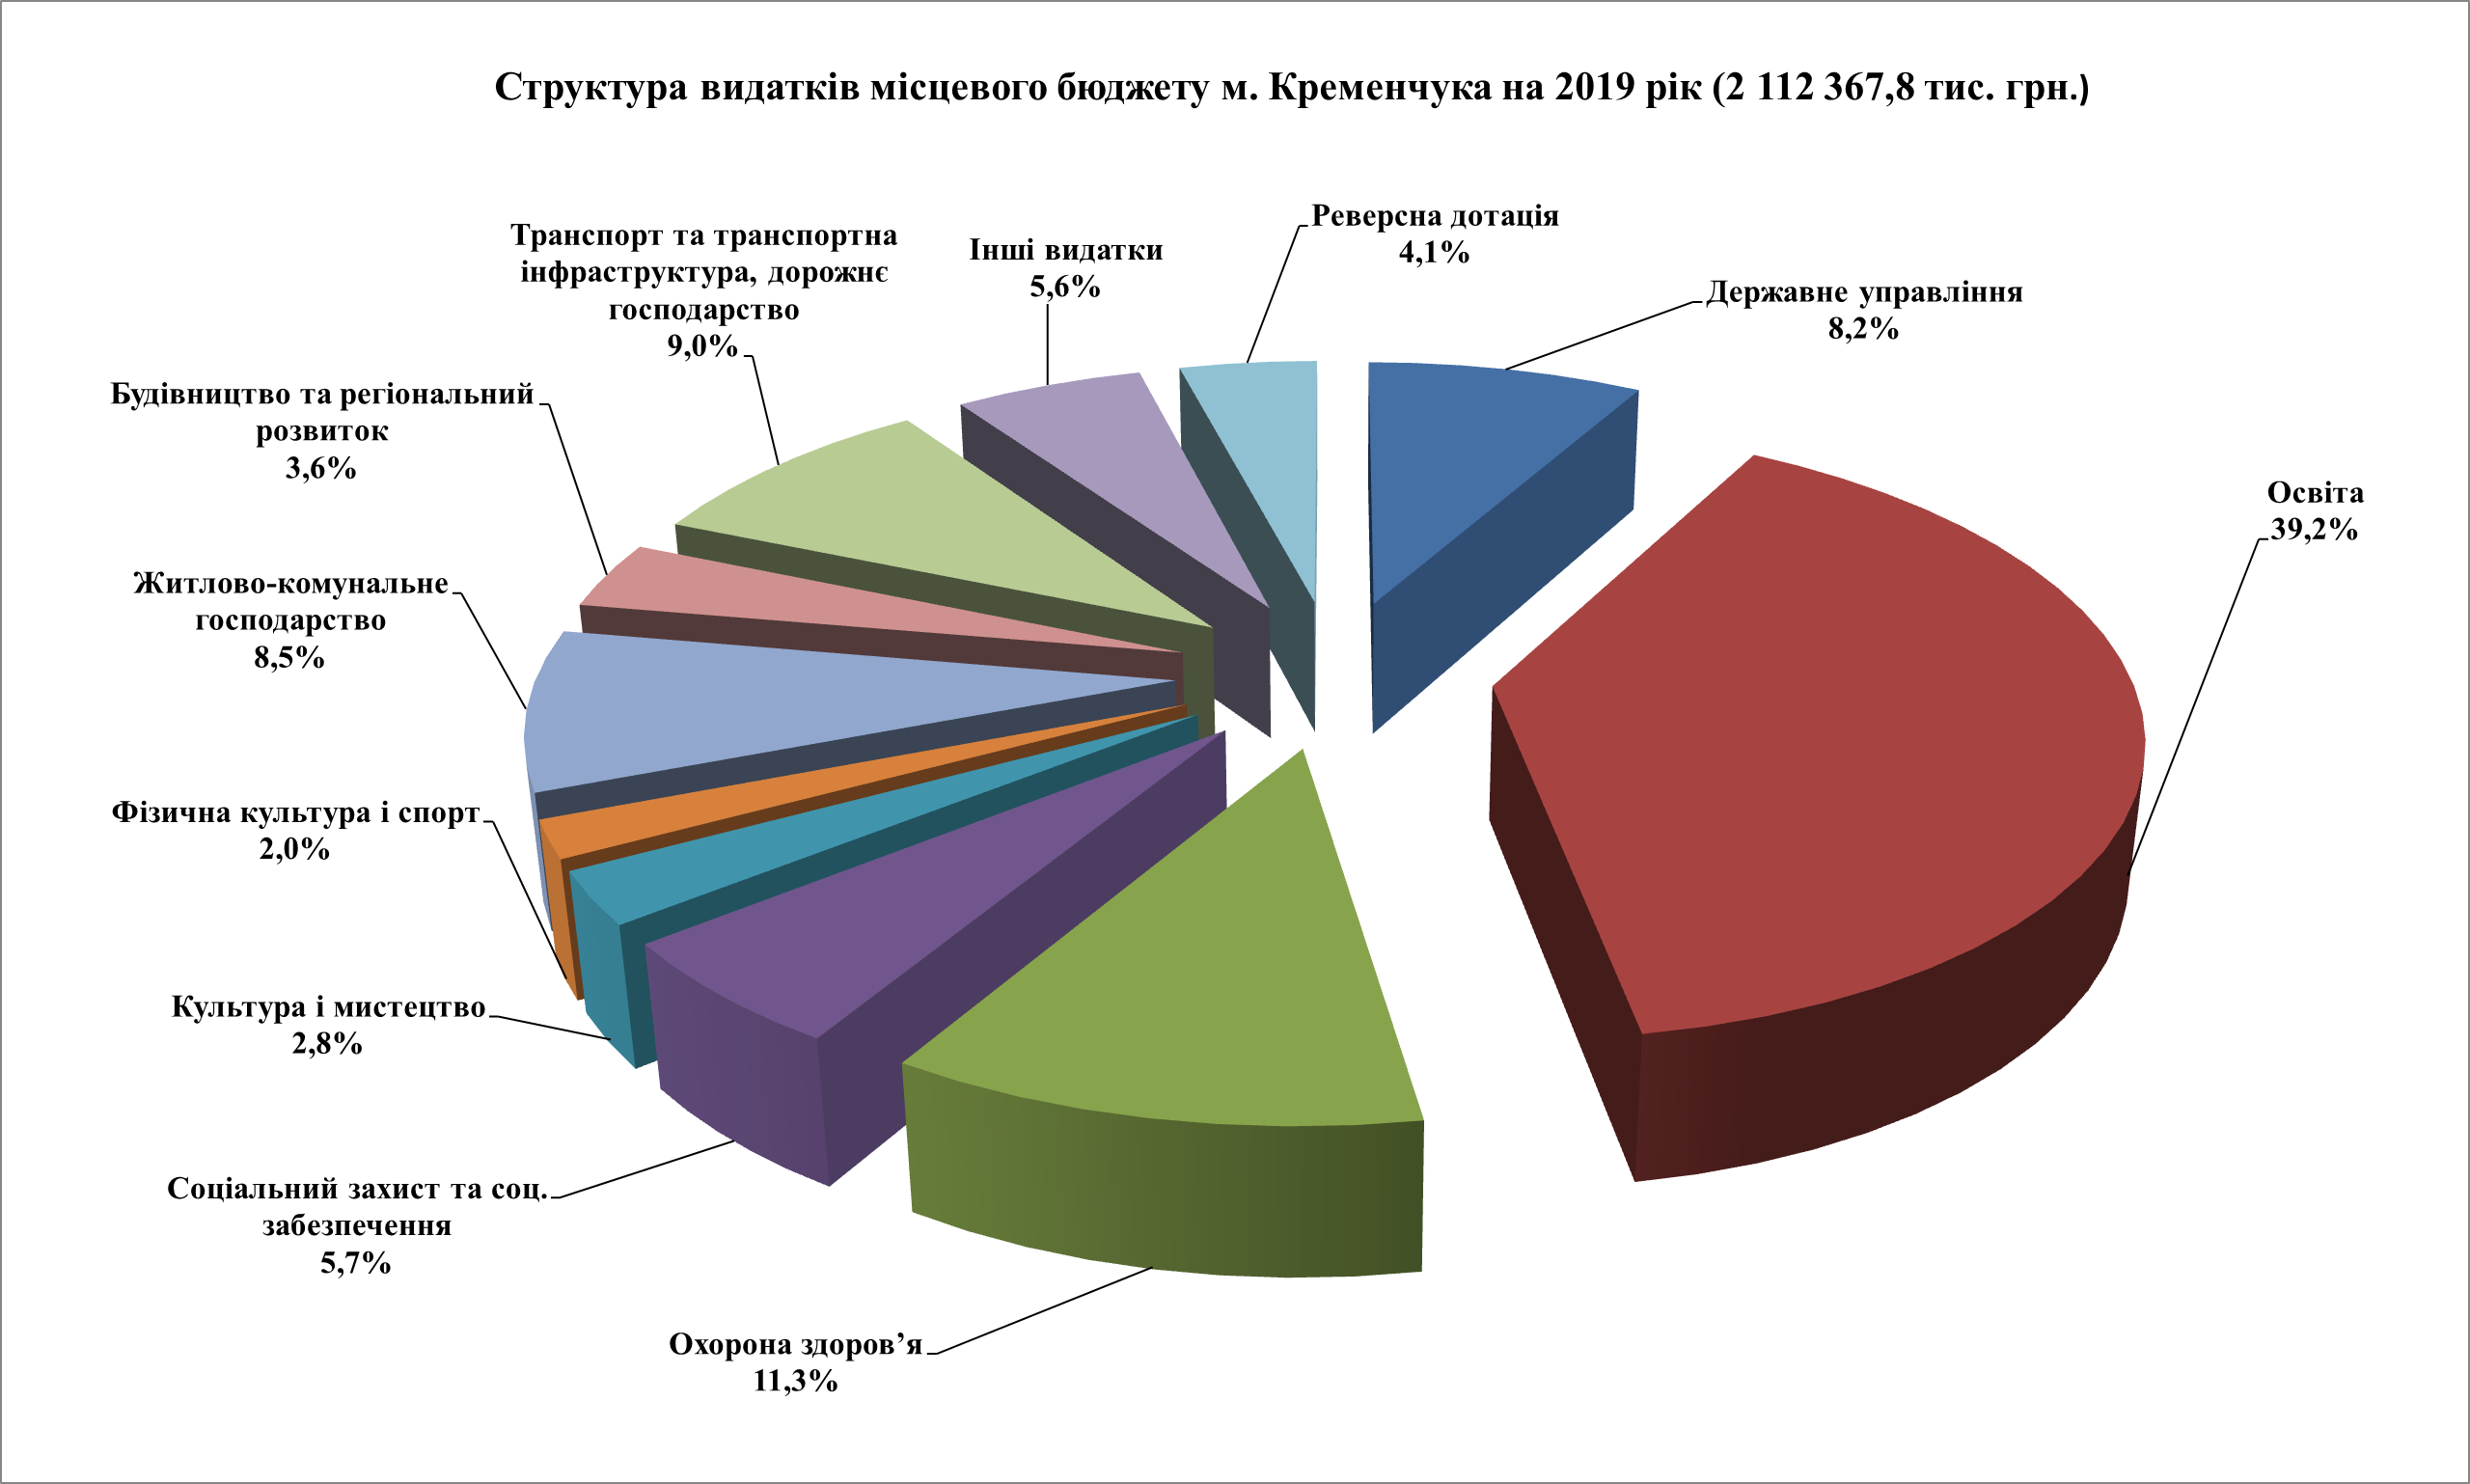 Структура видатків місцевого бюджету м. Кременчука на 2019 рік (2 112 367,8 тис. грн.)
Реверсна дотація
4,1%
Державне управління
8,2%
Освіта
39,2%
Охорона здоров’я
11,3%
Соціальний захист та соц.
забезпечення
5,7%
Культура і мистецтво
2,8%
Фізична культура і спорт
2,0%
Житлово-комунальне
господарство
8,5%
Будівництво та регіональний
розвиток
3,6%
Транспорт та транспортна
інфраструктура, дорожнє
господарство
9,0%
Інші видатки
5,6%